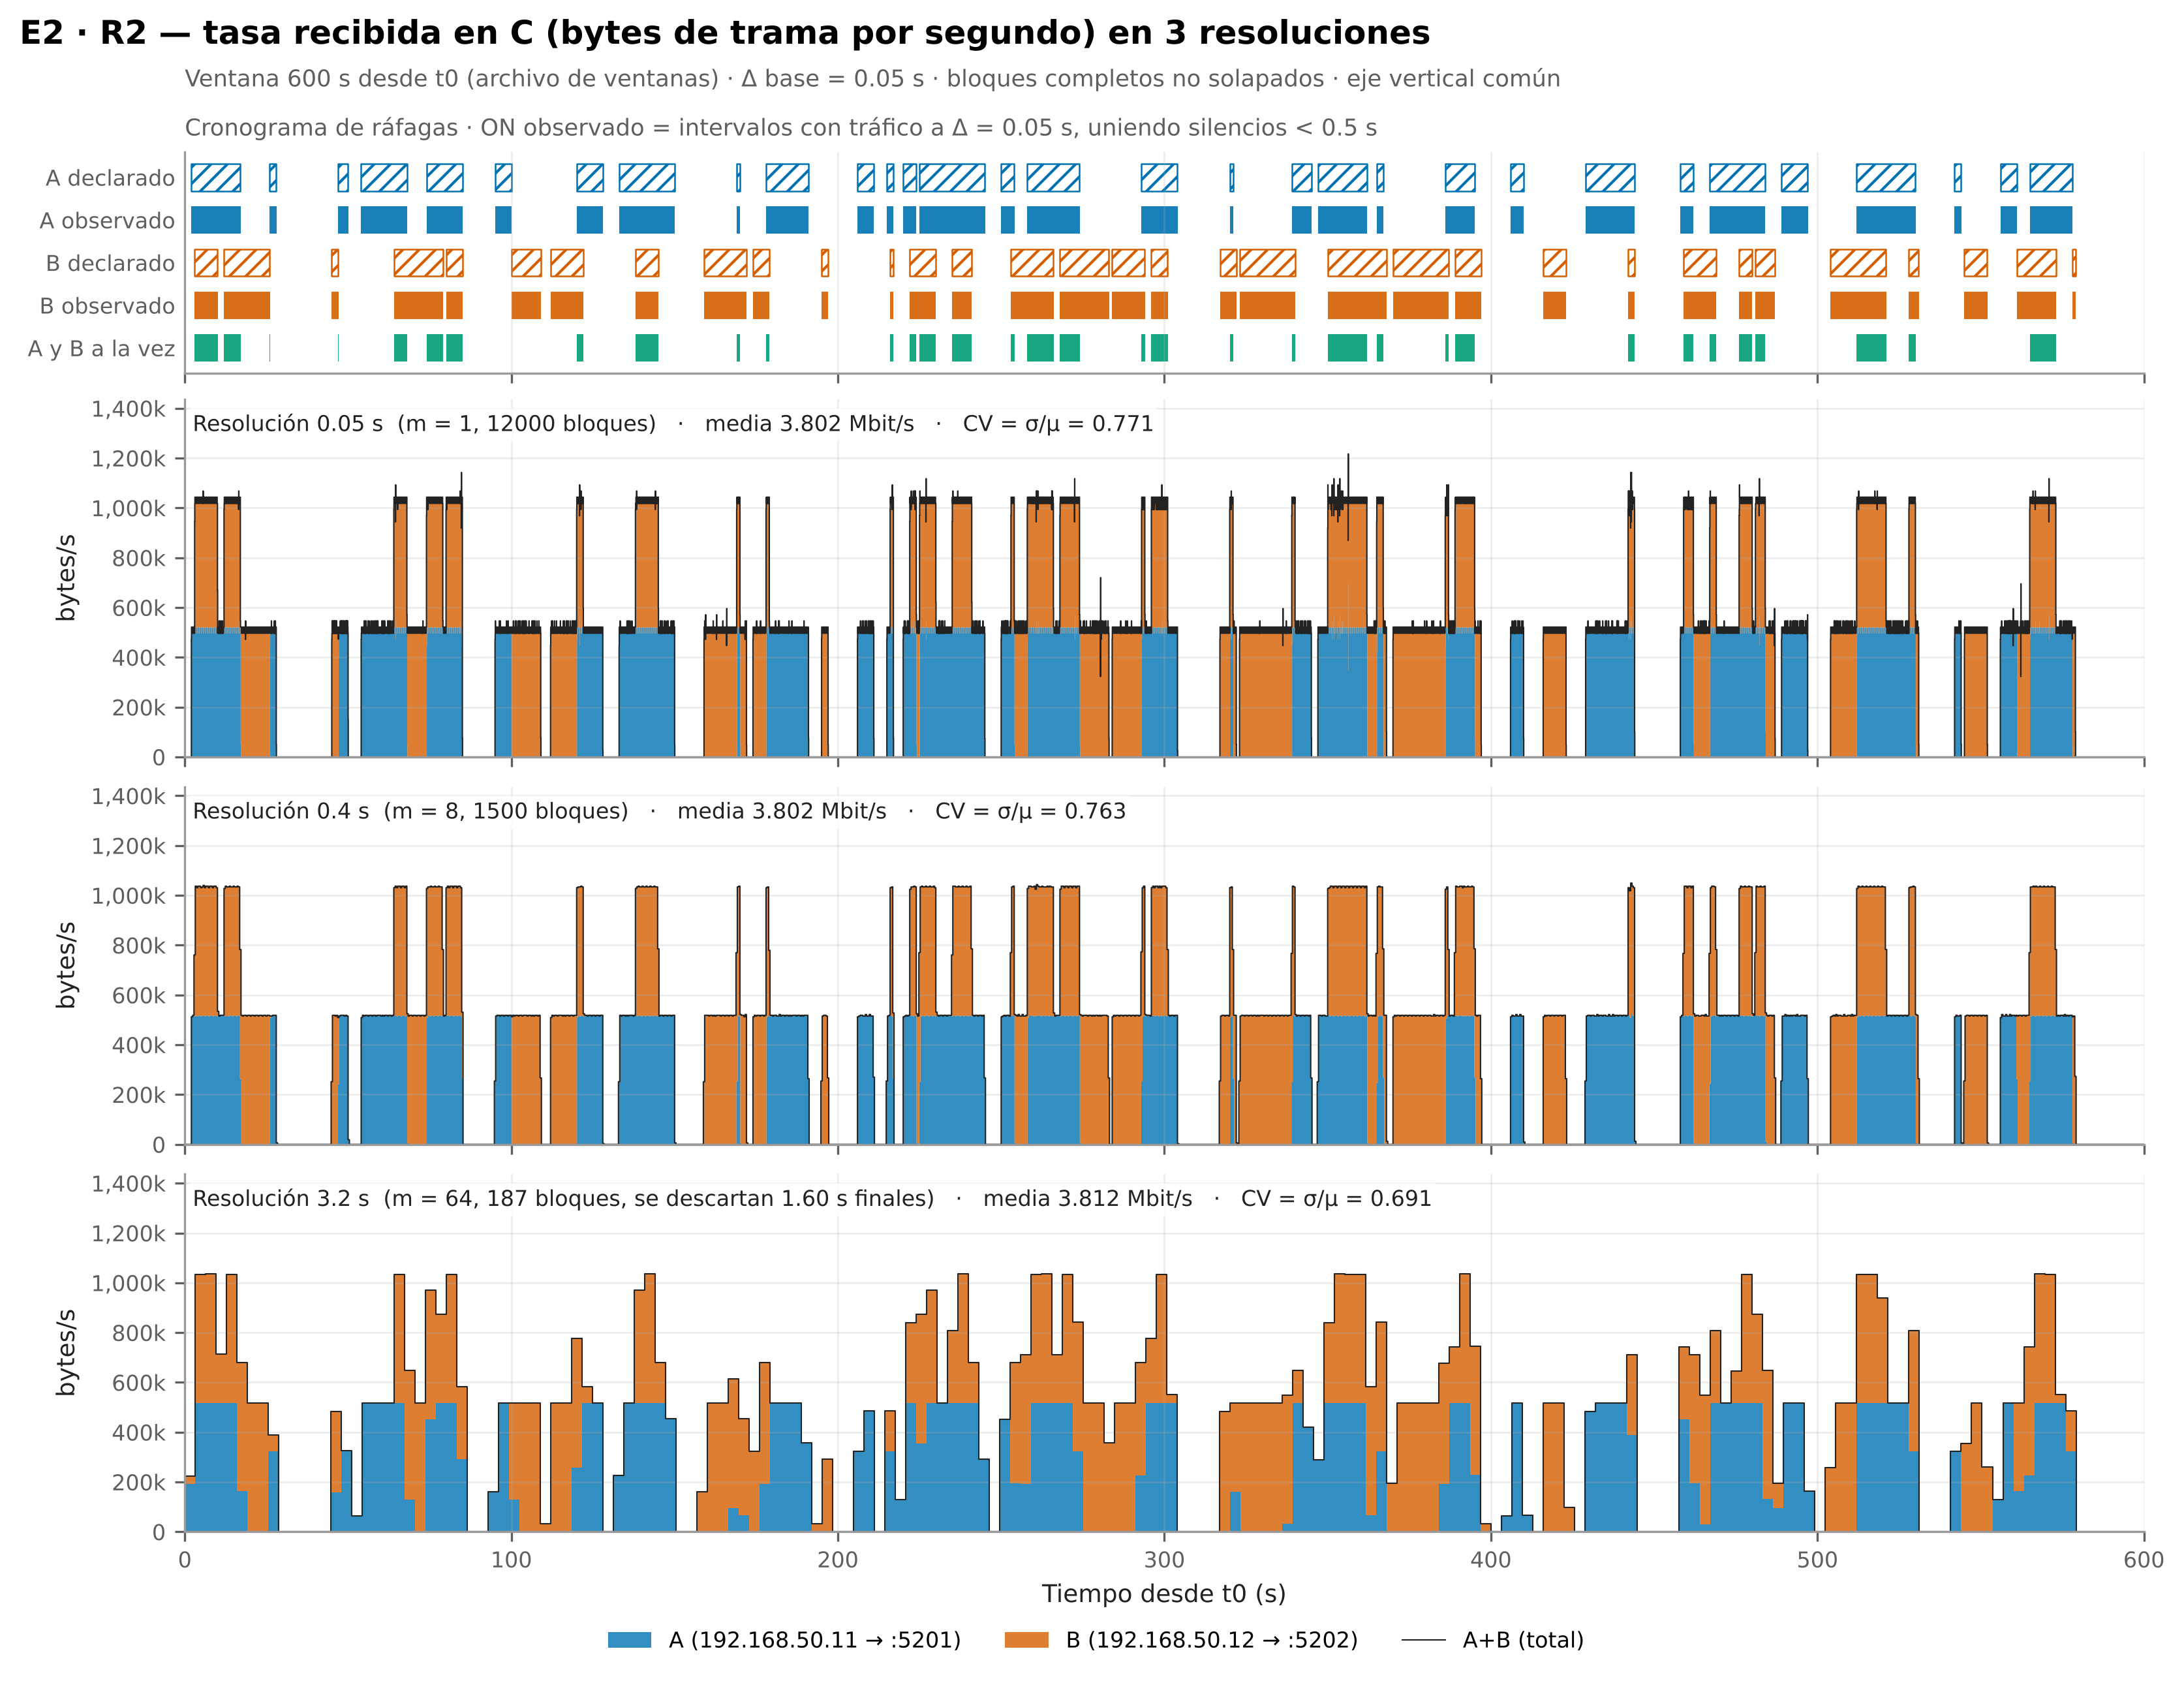 E2 · R2 — tasa recibida en C (bytes de trama por segundo) en 3 resoluciones
Ventana 600 s desde t0 (archivo de ventanas) · Δ base = 0.05 s · bloques completos no solapados · eje vertical común
Cronograma de ráfagas · ON observado = intervalos con tráfico a Δ = 0.05 s, uniendo silencios < 0.5 s
A declarado
A observado
B declarado
B observado
A y B a la vez
1,400k
Resolución 0.05 s (m = 1, 12000 bloques) · media 3.802 Mbit/s · CV = σ/μ = 0.771
1,200k
1,000k
800k
600k
400k
200k
0
bytes/s
1,400k
Resolución 0.4 s (m = 8, 1500 bloques) · media 3.802 Mbit/s · CV = σ/μ = 0.763
1,200k
1,000k
800k
600k
400k
200k
0
bytes/s
1,400k
Resolución 3.2 s (m = 64, 187 bloques, se descartan 1.60 s finales) · media 3.812 Mbit/s · CV = σ/μ = 0.691
1,200k
1,000k
800k
600k
400k
200k
0
bytes/s
0 100 200 300 400 500 600
Tiempo desde t0 (s)
A (192.168.50.11 → :5201) B (192.168.50.12 → :5202) A+B (total)